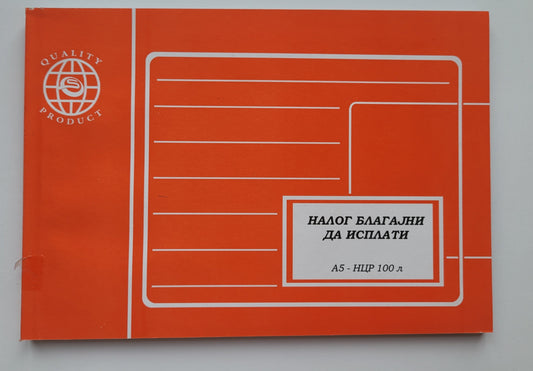 QUALITY
PRODUCT
НАЛОГ БЛАГАЈНИ
ДА ИСПЛАТИ
А5 - НЦР 100 л